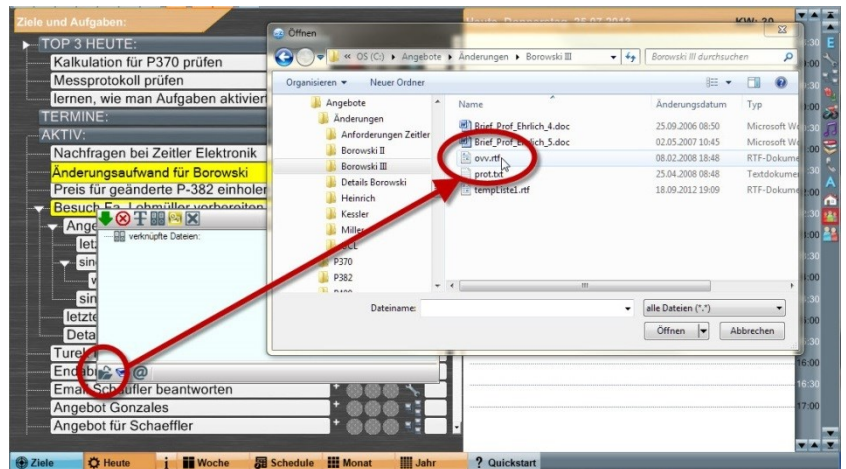 Ziele und Aufgaben:
TOP 3 HEUTE:
Kalkulation für P370 prüfen
Messprotokoll prüfen
lernen, wie man Aufgaben aktiviert
TERMINE:
AKTIV:
Nachfragen bei Zeitler Elektronik
Änderungsaufwand für Borowski
Preis für geänderte P-382 einholen
Besuch Fa. Lohmüller vorbereiten
verknüpfte Dateien:
letzte
Email Schaufler beantworten
Angebot Gonzales
Angebot für Schaeffler
Heute, Donnerstag, 25.07.2013
KW: 30
Öffnen
« OS (C:) Angebote Änderungen Borowski III
Borowski III durchsuchen
Organisieren Neuer Ordner
Angebote
Änderungen
Anforderungen Zeitler
Borowski II
Borowski III
Details Borowski
Heinrich
Kessler
Miller
P370
P382
Name Änderungsdatum Typ
Brief_Prof_Ehrlich_4.doc 25.09.2006 08:50 Microsoft
Brief_Prof_Ehrlich_5.doc 02.05.2007 10:45 Microsoft
ovv.rtf 08.02.2008 18:48 RTF-Dokume
prot.txt 25.04.2008 08:48 Textdokumen
tempListe1.rtf 18.09.2012 19:09 RTF-Dokume
Dateiname:
alle Dateien (*.*)
Öffnen Abbrechen
16:00
16:30
17:00
Ziele Heute i Woche Schedule Monat Jahr ? Quickstart